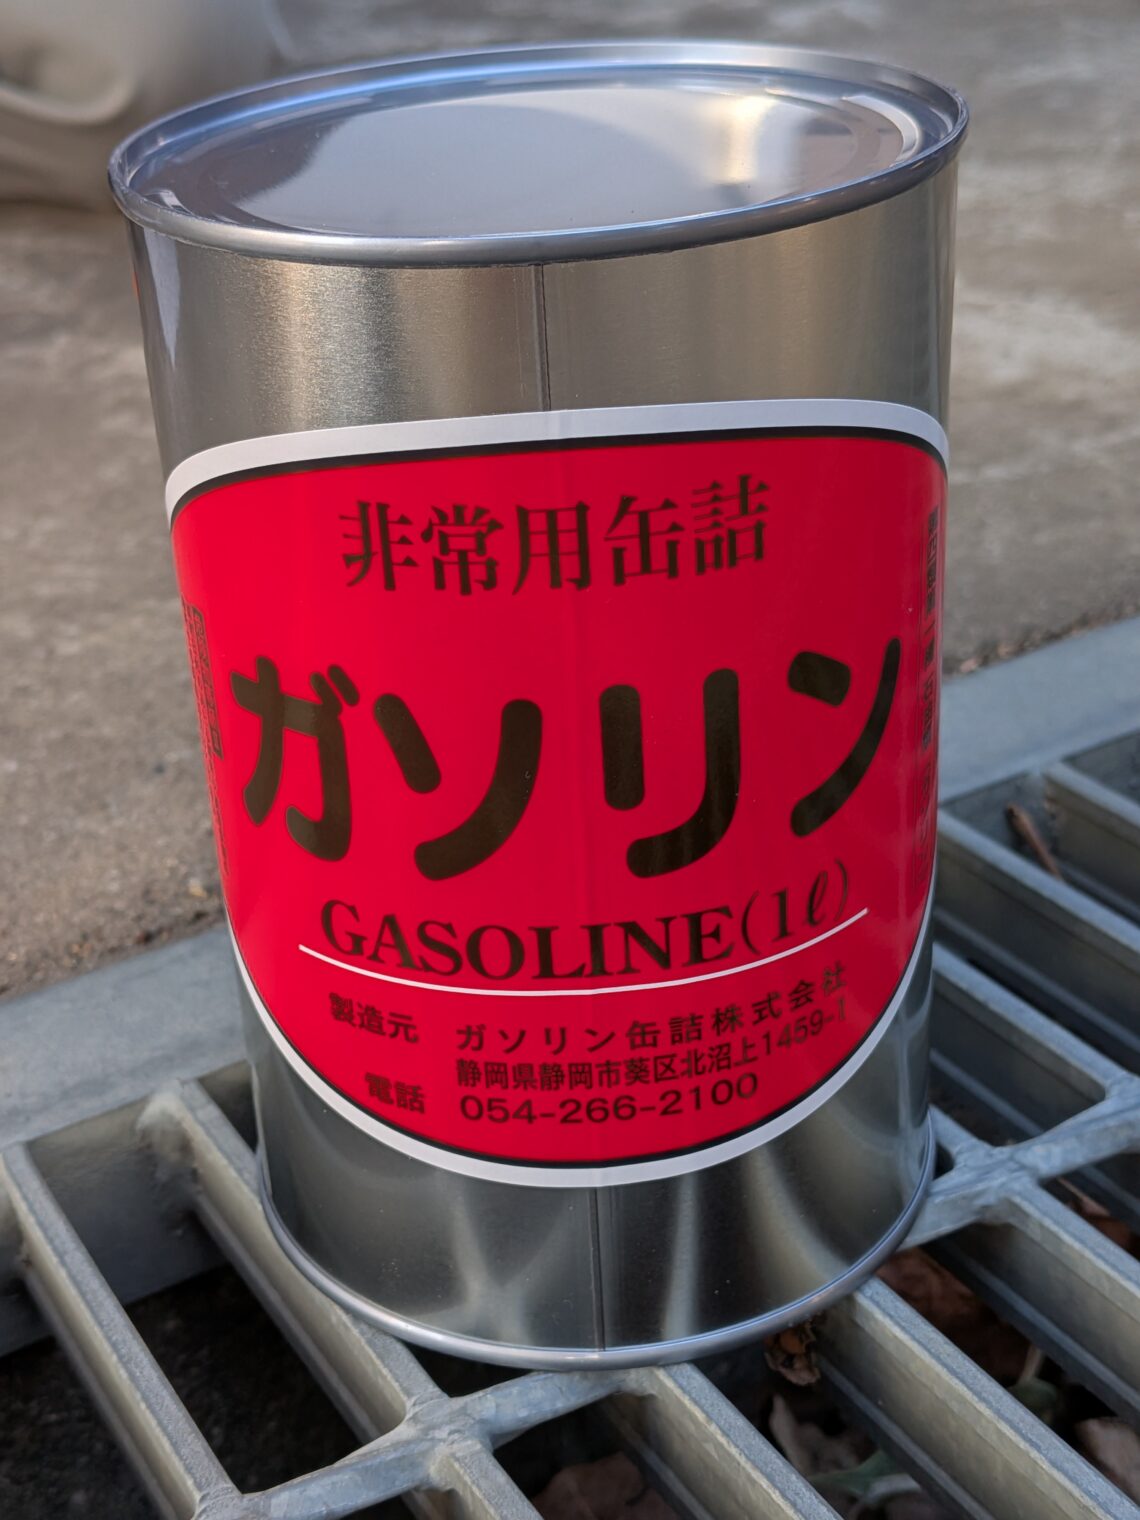 非常用缶詰
ガソリン
GASOLINE(1ℓ)
製造元 ガソリン缶詰株式会社
静岡県静岡市葵区北沼上1459-1
電話 054-266-2100